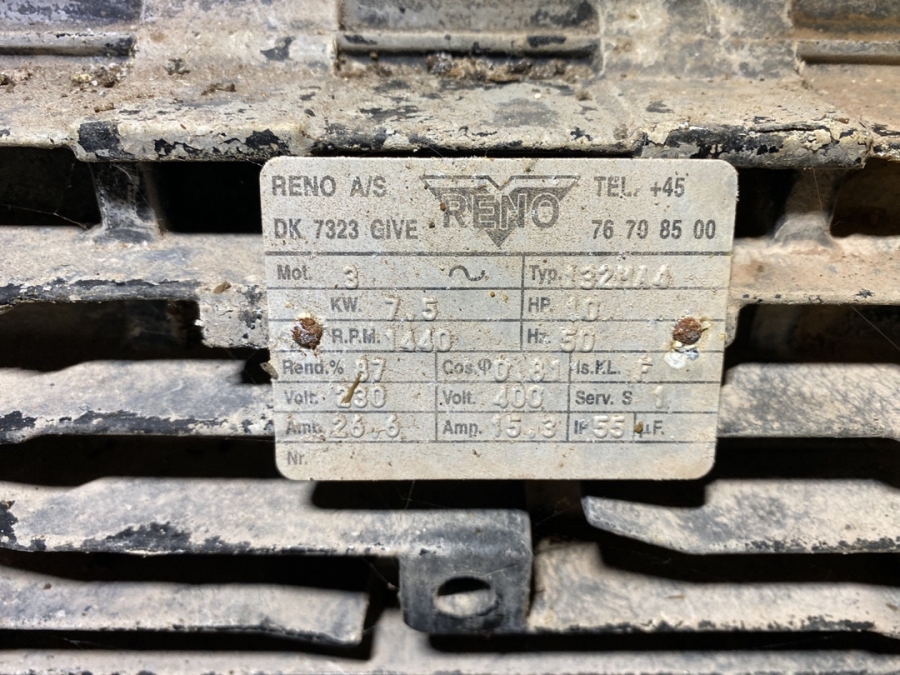 RENO A/S RENO TEL. +45
DK 7323 GIVE 76 79 85 00
Mot. 3 ~ Typ. 132MA4
KW. 7.5 HP. 10
R.P.M. 1440 Hz. 50
Rend.% 87 Cos.φ 0.81 Is.KL. F
Volt. 230 Volt. 400 Serv. S 1
Amp. 26.6 Amp. 15.3 IP 55 µF.
Nr.